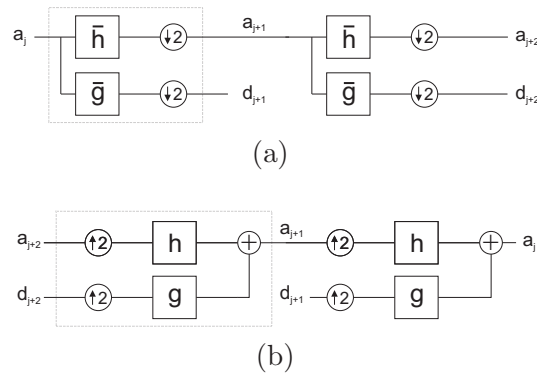 a_j h̄ ↓2 a_{j+1} h̄ ↓2 a_{j+2}
ḡ ↓2 d_{j+1} ḡ ↓2 d_{j+2}
(a)
a_{j+2} ↑2 h + a_{j+1} ↑2 h + a_j
d_{j+2} ↑2 g d_{j+1} ↑2 g
(b)